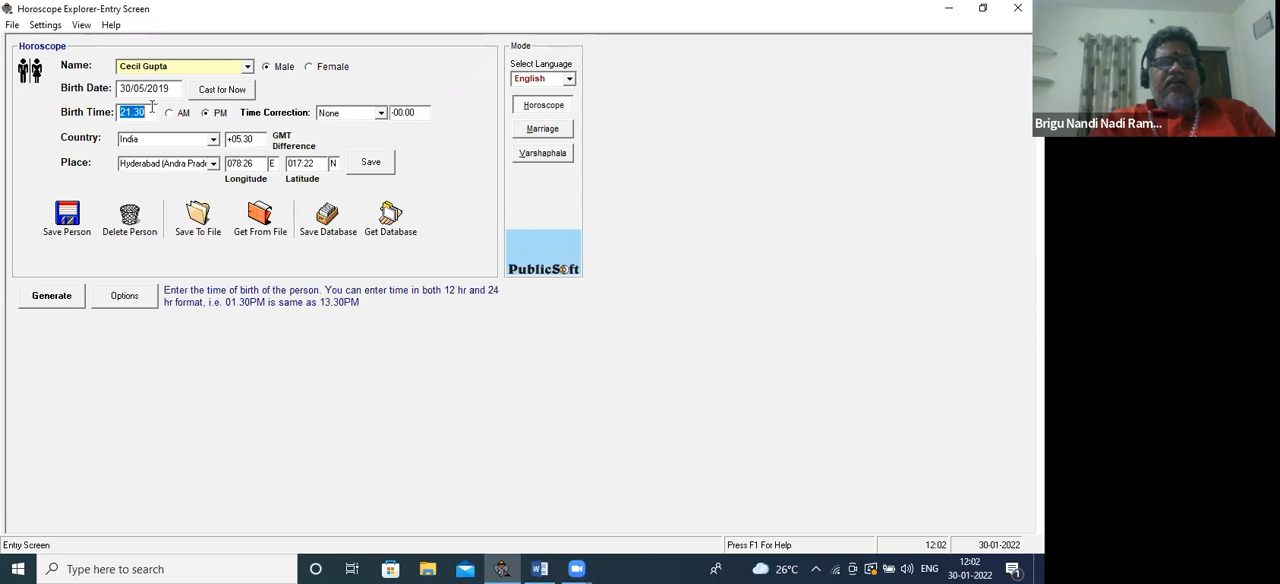 Horoscope Explorer-Entry Screen
File Settings View Help
Horoscope
Name: Cecil Gupta Male Female
Birth Date: 30/05/2019 Cast for Now
Birth Time: 21.30 AM PM Time Correction: None -00.00
Country: India +05.30 GMT Difference
Place: Hyderabad (Andra Prade 078:26 E 017:22 N Save
Longitude Latitude
Save Person Delete Person Save To File Get From File Save Database Get Database
Mode
Select Language
English
Horoscope
Marriage
Varshaphala
PublicSoft
Generate Options Enter the time of birth of the person. You can enter time in both 12 hr and 24
hr format, i.e. 01.30PM is same as 13.30PM
Brigu Nandi Nadi Ram...
Entry Screen Press F1 For Help 12:02 30-01-2022
Type here to search 26°C ENG 12:02
30-01-2022
1